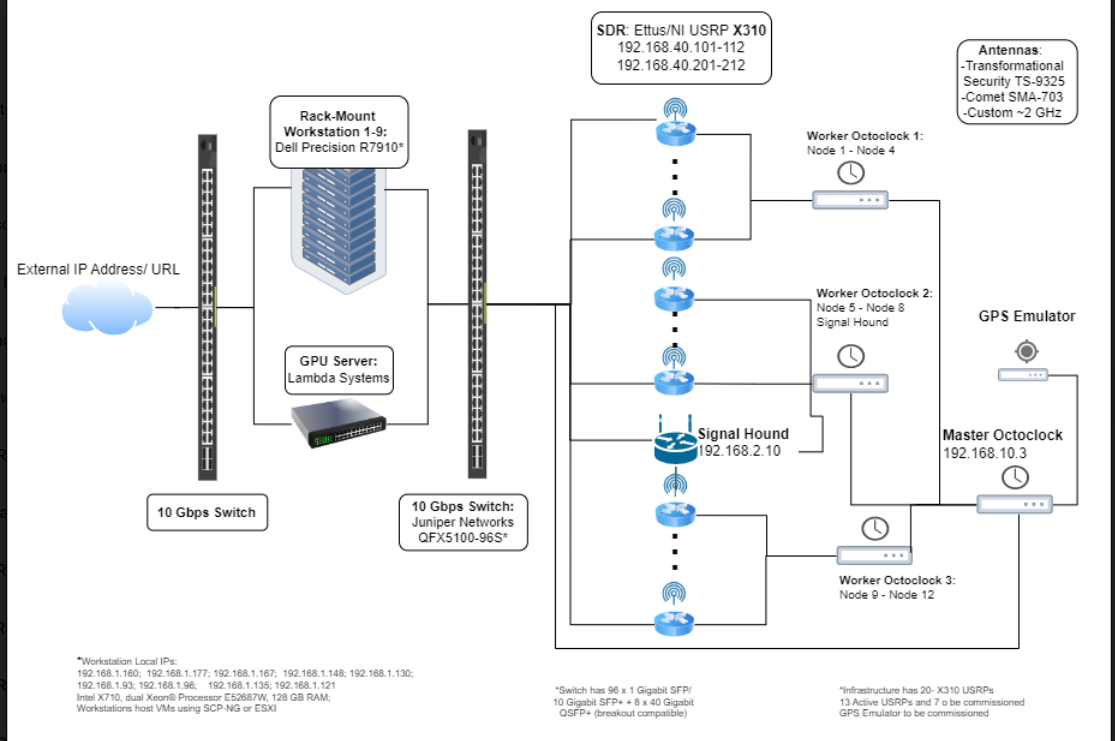 SDR: Ettus/NI USRP X310
192.168.40.101-112
192.168.40.201-212
Antennas:
-Transformational
Security TS-9325
-Comet SMA-703
-Custom ~2 GHz
Rack-Mount
Workstation 1-9:
Dell Precision R7910*
Worker Octoclock 1:
Node 1 - Node 4
External IP Address/ URL
Worker Octoclock 2:
Node 5 - Node 8
Signal Hound
GPS Emulator
GPU Server:
Lambda Systems
Signal Hound
192.168.2.10
Master Octoclock
192.168.10.3
10 Gbps Switch
10 Gbps Switch:
Juniper Networks
QFX5100-96S*
Worker Octoclock 3:
Node 9 - Node 12
*Workstation Local IPs:
192.168.1.160; 192.168.1.177; 192.168.1.167; 192.168.1.148; 192.168.1.130;
192.168.1.93; 192.168.1.96; 192.168.1.135; 192.168.1.121
Intel X710, dual Xeon® Processor E52687W, 128 GB RAM;
Workstations host VMs using SCP-NG or ESXI
*Switch has 96 x 1 Gigabit SFP/
10 Gigabit SFP+ + 8 x 40 Gigabit
QSFP+ (breakout compatible)
*Infrastructure has 20- X310 USRPs
13 Active USRPs and 7 o be commissioned
GPS Emulator to be commissioned